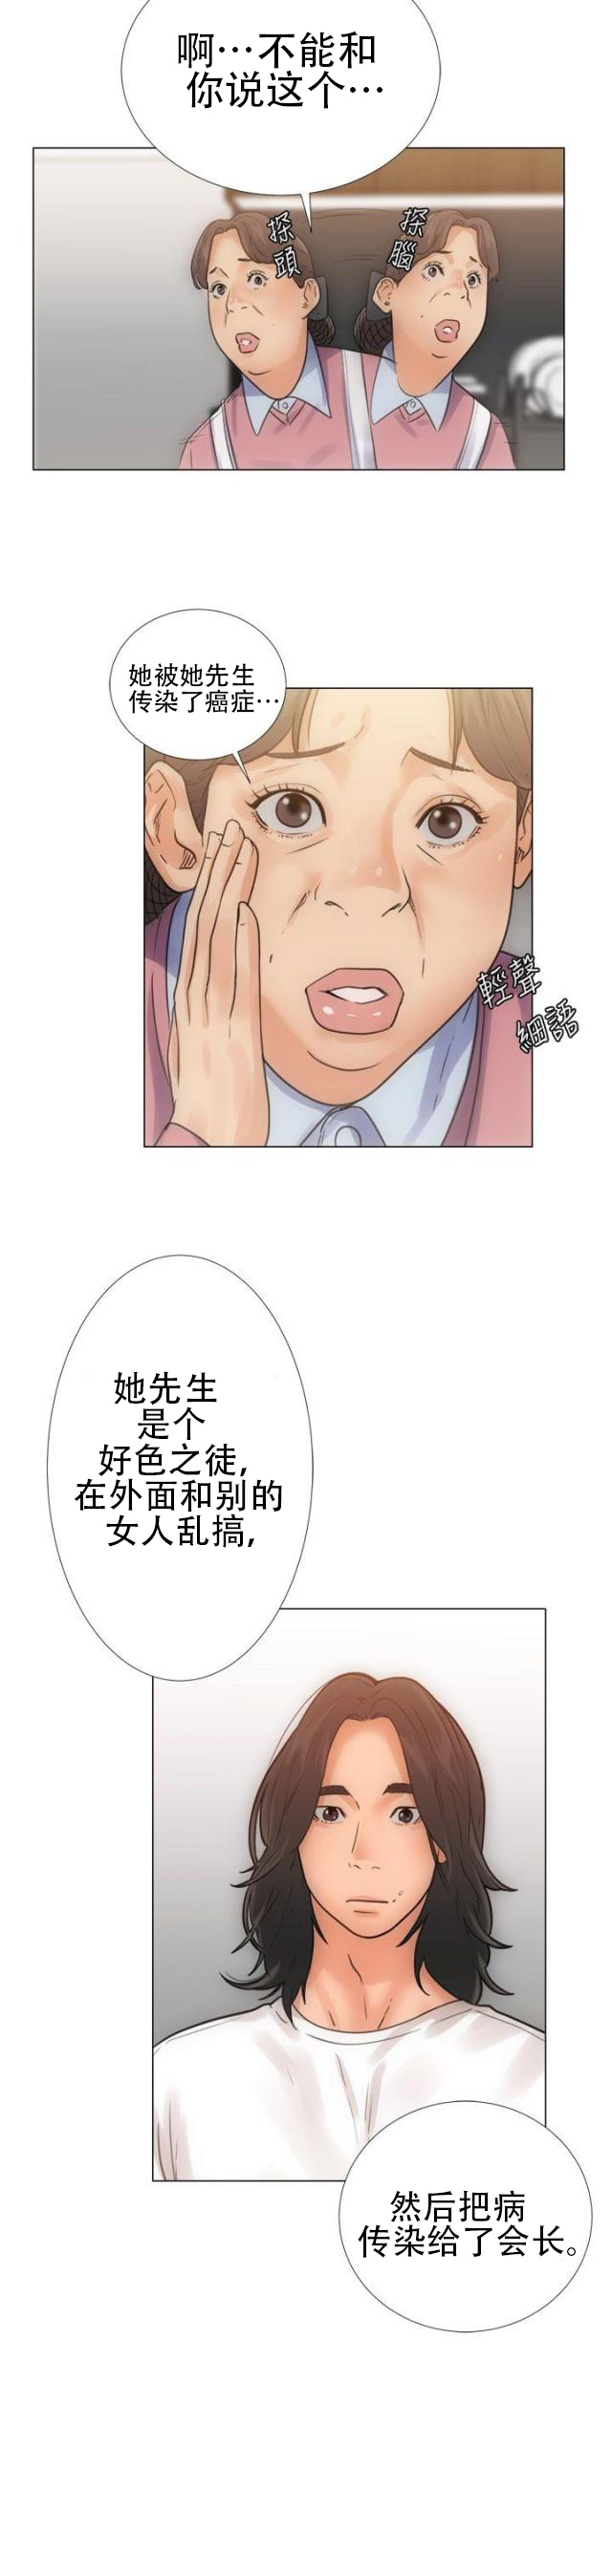 啊…不能和
你说这个…
探頭
探腦
她被她先生
传染了癌症…
輕聲
細語
她先生
是个
好色之徒,
在外面和别的
女人乱搞,
然后把病
传染给了会长。